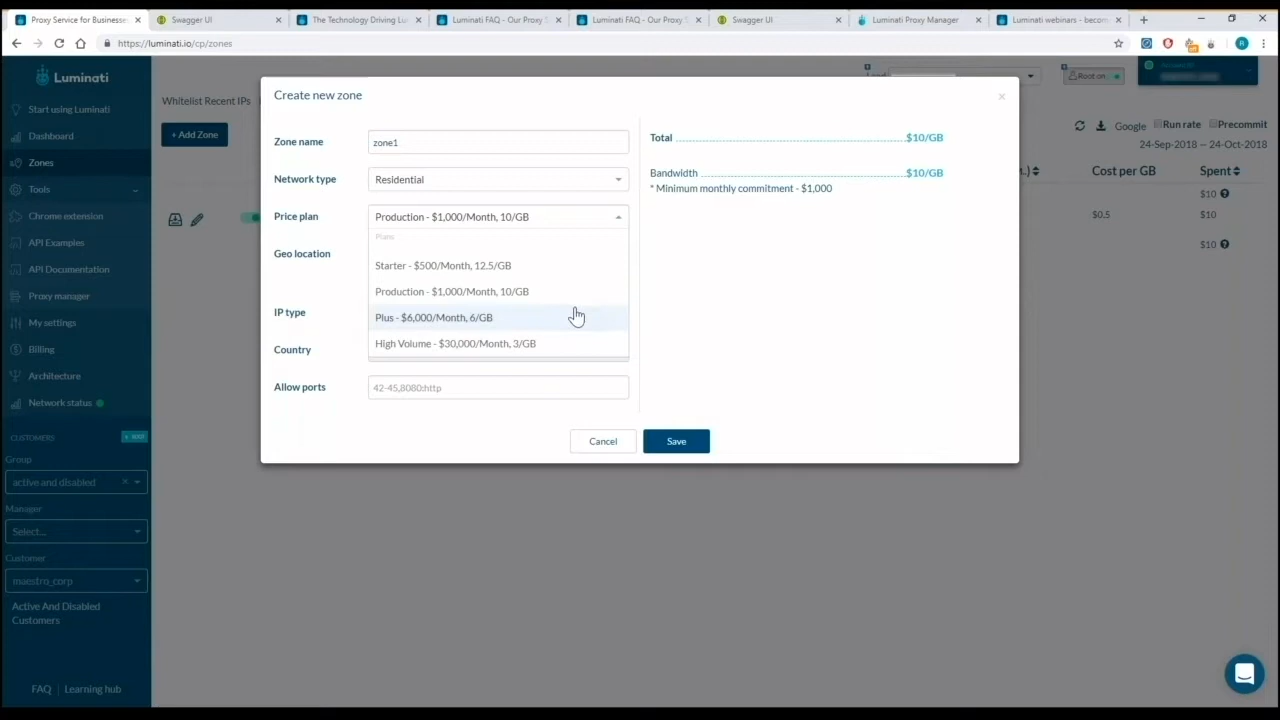 Proxy Service for Businesse
Swagger UI
The Technology Driving Lu
Luminati FAQ - Our Proxy S
Luminati FAQ - Our Proxy S
Swagger UI
Luminati Proxy Manager
Luminati webinars - becom
https://luminati.io/cp/zones
Luminati
Start using Luminati
Dashboard
Zones
Tools
Chrome extension
API Examples
API Documentation
Proxy manager
My settings
Billing
Architecture
Network status
CUSTOMERS
ROOT
Group
active and disabled
Manager
Select...
Customer
maestro_corp
Active And Disabled
Customers
FAQ | Learning hub
Whitelist Recent IPs
+ Add Zone
Root on
Google
Run rate
Precommit
24-Sep-2018 — 24-Oct-2018
Cost per GB
Spent
$10
$0.5
$10
$10
Create new zone
Zone name
zone1
Network type
Residential
Price plan
Production - $1,000/Month, 10/GB
Plans
Starter - $500/Month, 12.5/GB
Production - $1,000/Month, 10/GB
Plus - $6,000/Month, 6/GB
High Volume - $30,000/Month, 3/GB
Geo location
IP type
Country
Allow ports
42-45,8080:http
Total $10/GB
Bandwidth $10/GB
* Minimum monthly commitment - $1,000
Cancel
Save